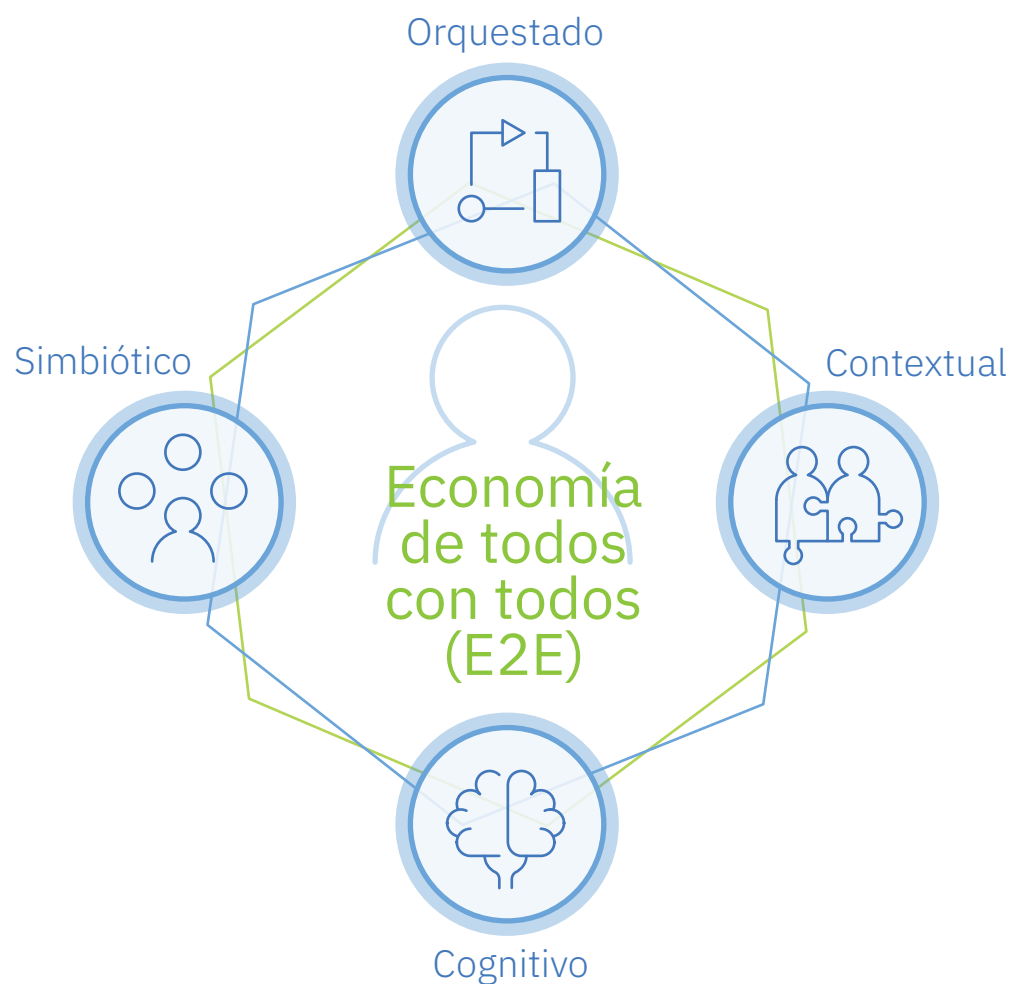 Orquestado
Simbiótico
Contextual
Economía
de todos
con todos
(E2E)
Cognitivo